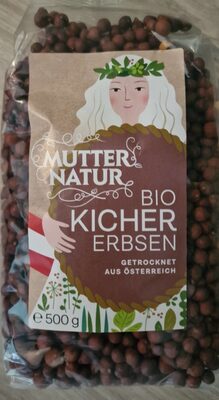 MUTTER
NATUR
BIO
KICHER
ERBSEN
GETROCKNET
AUS ÖSTERREICH
℮ 500 g